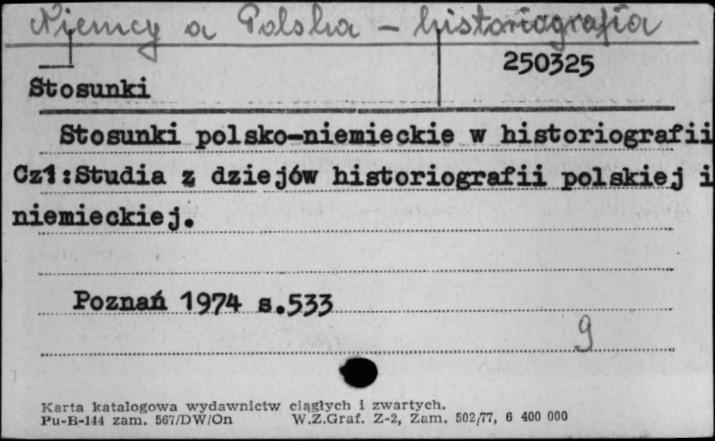 Niemcy a Polska - historiografia
250325
Stosunki
Stosunki polsko-niemieckie w historiografii
Cz1:Studia z dziejów historiografii polskiej i
niemieckiej.
Poznań 1974 s.533
9
Karta katalogowa wydawnictw ciągłych i zwartych.
Pu-B-144 zam. 567/DW/On W.Z.Graf. Z-2, Zam. 502/77, 6 400 000